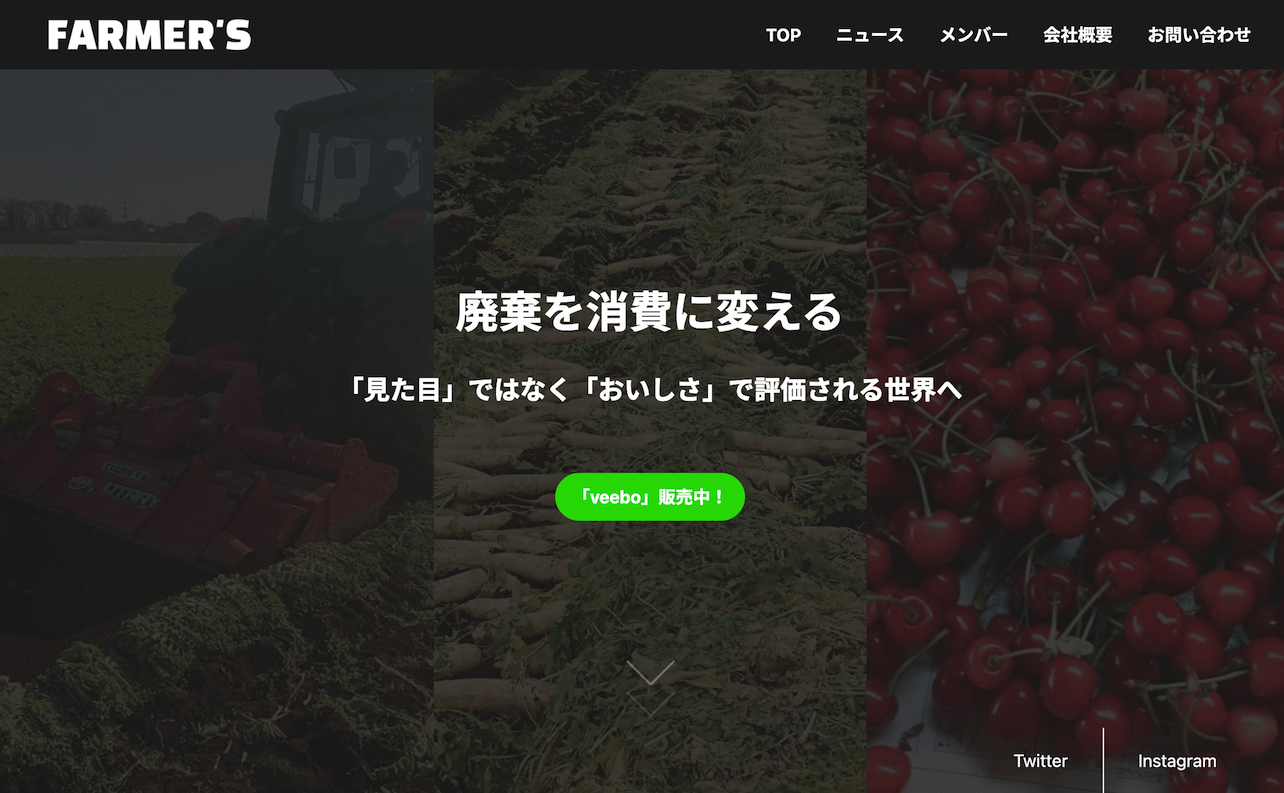 FARMER'S
TOP ニュース メンバー 会社概要 お問い合わせ
廃棄を消費に変える
「見た目」ではなく「おいしさ」で評価される世界へ
「veebo」販売中！
Twitter Instagram